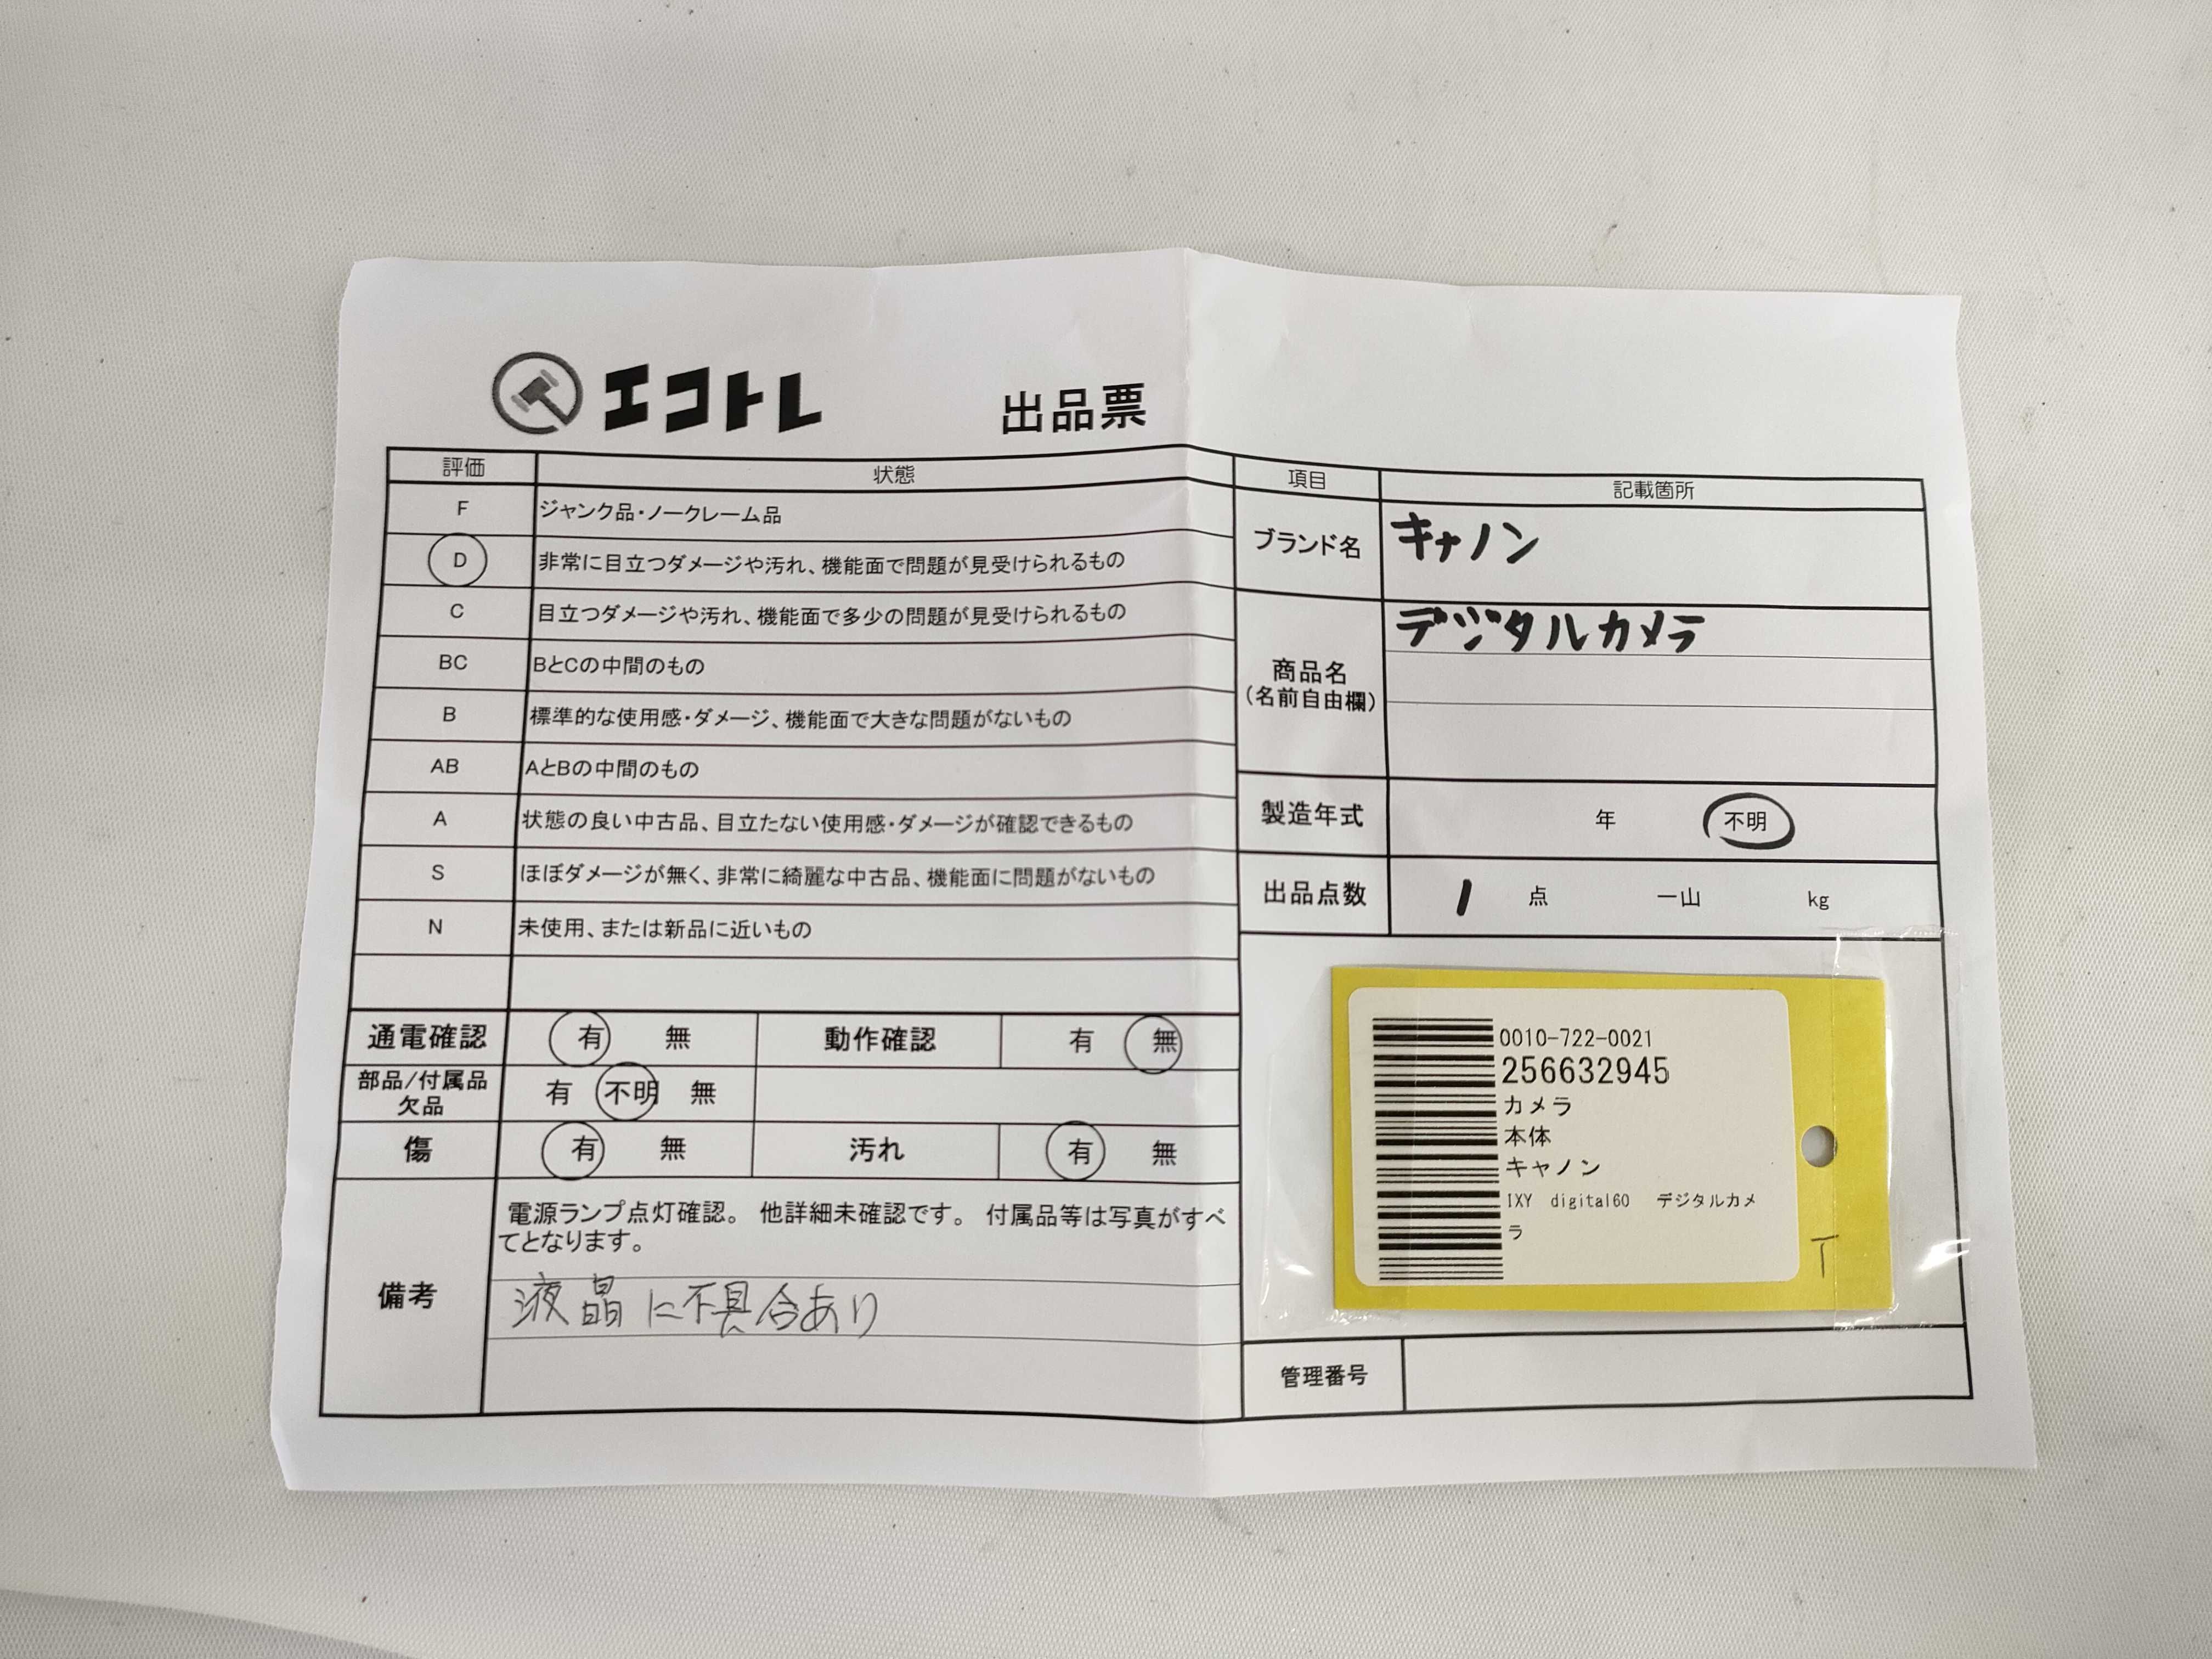 エコトレ 出品票
評価 状態
F ジャンク品・ノークレーム品
D 非常に目立つダメージや汚れ、機能面で問題が見受けられるもの
C 目立つダメージや汚れ、機能面で多少の問題が見受けられるもの
BC BとCの中間のもの
B 標準的な使用感・ダメージ、機能面で大きな問題がないもの
AB AとBの中間のもの
A 状態の良い中古品、目立たない使用感・ダメージが確認できるもの
S ほぼダメージが無く、非常に綺麗な中古品、機能面に問題がないもの
N 未使用、または新品に近いもの
通電確認 有 無 動作確認 有 無
部品/付属品
欠品 有 不明 無
傷 有 無 汚れ 有 無
備考
電源ランプ点灯確認。 他詳細未確認です。 付属品等は写真がすべ
てとなります。
液晶に不具合あり
項目 記載箇所
ブランド名 キャノン
商品名
(名前自由欄)
デジタルカメラ
製造年式 年 不明
出品点数 1 点 一山 kg
0010-722-0021
256632945
カメラ
本体
キャノン
IXY digital60 デジタルカメ
ラ
T
管理番号